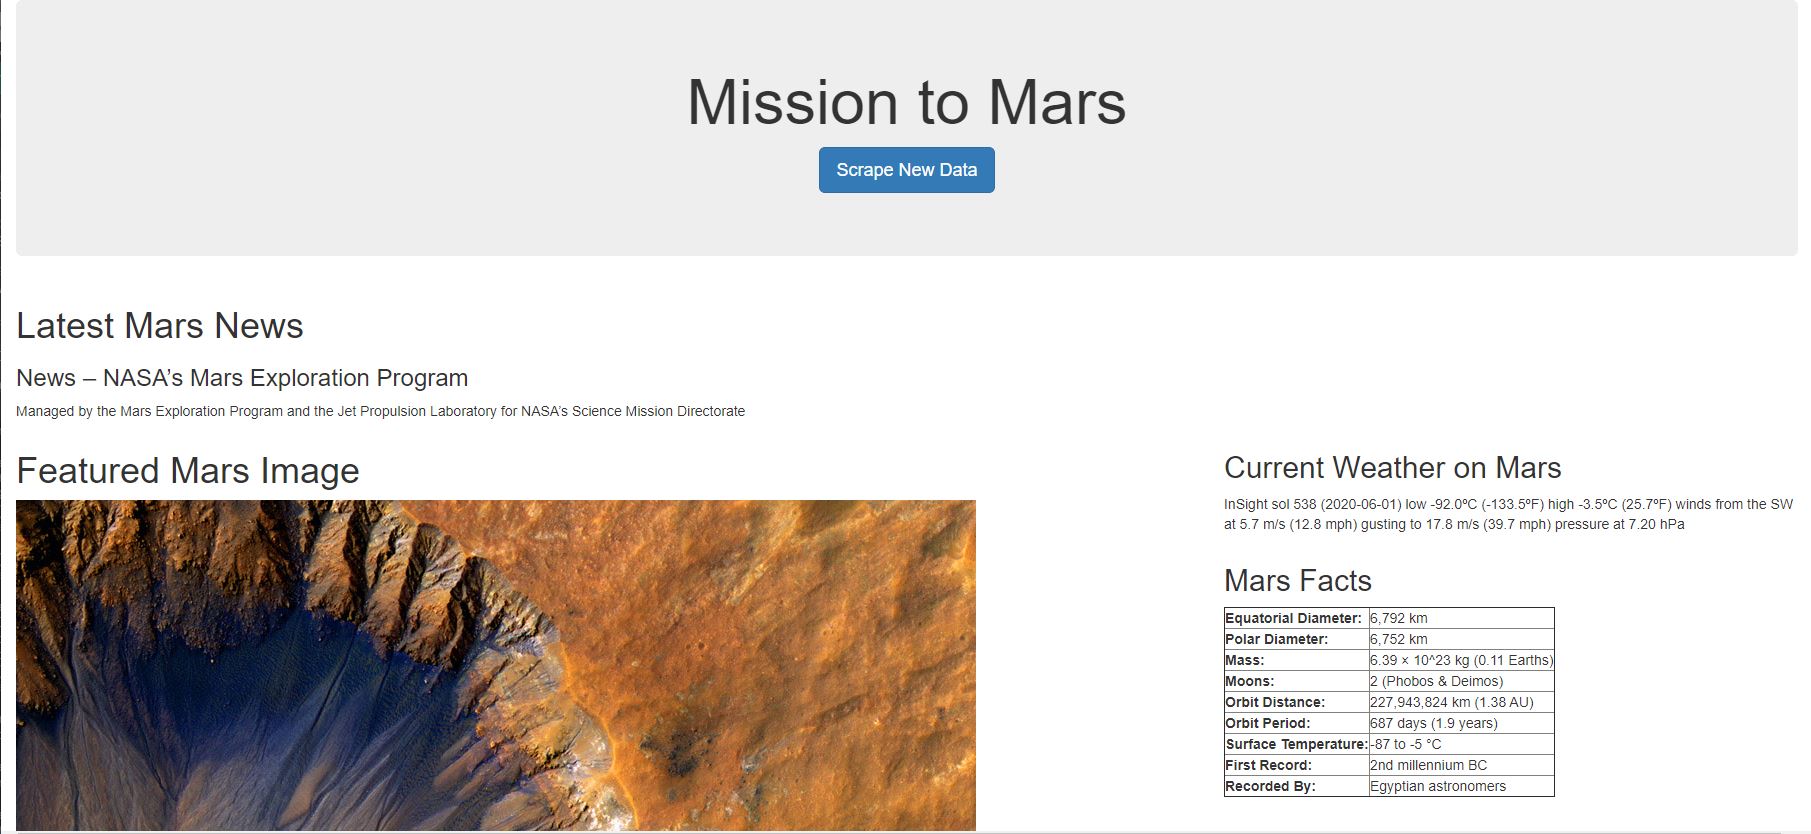 Mission to Mars
Scrape New Data
Latest Mars News
News – NASA’s Mars Exploration Program
Managed by the Mars Exploration Program and the Jet Propulsion Laboratory for NASA’s Science Mission Directorate
Featured Mars Image
Current Weather on Mars
InSight sol 538 (2020-06-01) low -92.0ºC (-133.5ºF) high -3.5ºC (25.7ºF) winds from the SW
at 5.7 m/s (12.8 mph) gusting to 17.8 m/s (39.7 mph) pressure at 7.20 hPa
Mars Facts
Equatorial Diameter: 6,792 km
Polar Diameter: 6,752 km
Mass: 6.39 × 10^23 kg (0.11 Earths)
Moons: 2 (Phobos & Deimos)
Orbit Distance: 227,943,824 km (1.38 AU)
Orbit Period: 687 days (1.9 years)
Surface Temperature: -87 to -5 °C
First Record: 2nd millennium BC
Recorded By: Egyptian astronomers